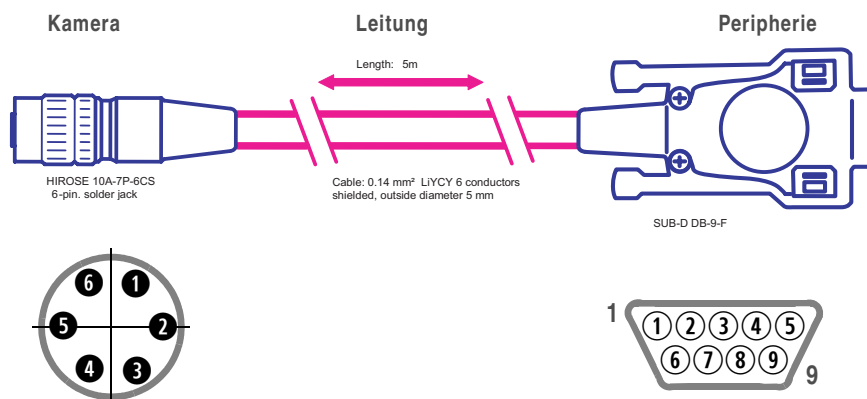 Kamera
Leitung
Peripherie
Length: 5m
HIROSE 10A-7P-6CS
6-pin. solder jack
Cable: 0.14 mm² LiYCY 6 conductors
shielded, outside diameter 5 mm
SUB-D DB-9-F
6 1
5 2
4 3
1
1 2 3 4 5
6 7 8 9
9